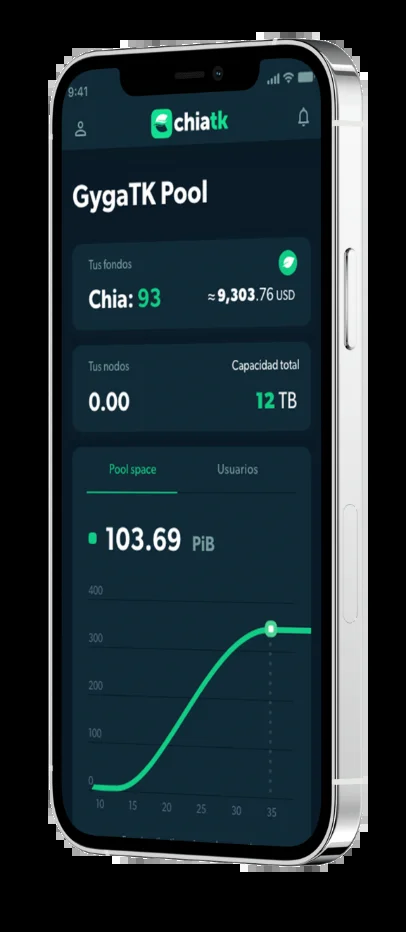 9:41
chiatk
GygaTK Pool
Tus fondos
Chia: 93 ≈ 9,303.76 USD
Tus nodos Capacidad total
0.00 12 TB
Pool space Usuarios
103.69 PiB
400
300
200
100
0
10 15 20 25 30 35